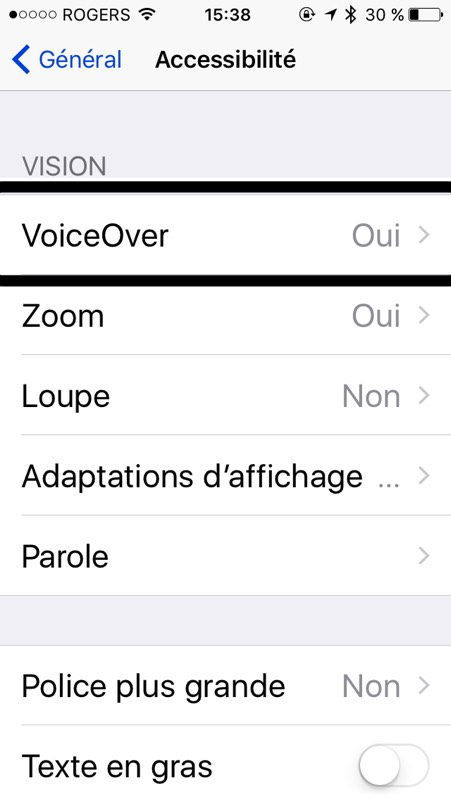 ROGERS 15:38 30 %
Général Accessibilité
VISION
VoiceOver Oui
Zoom Oui
Loupe Non
Adaptations d’affichage ...
Parole
Police plus grande Non
Texte en gras